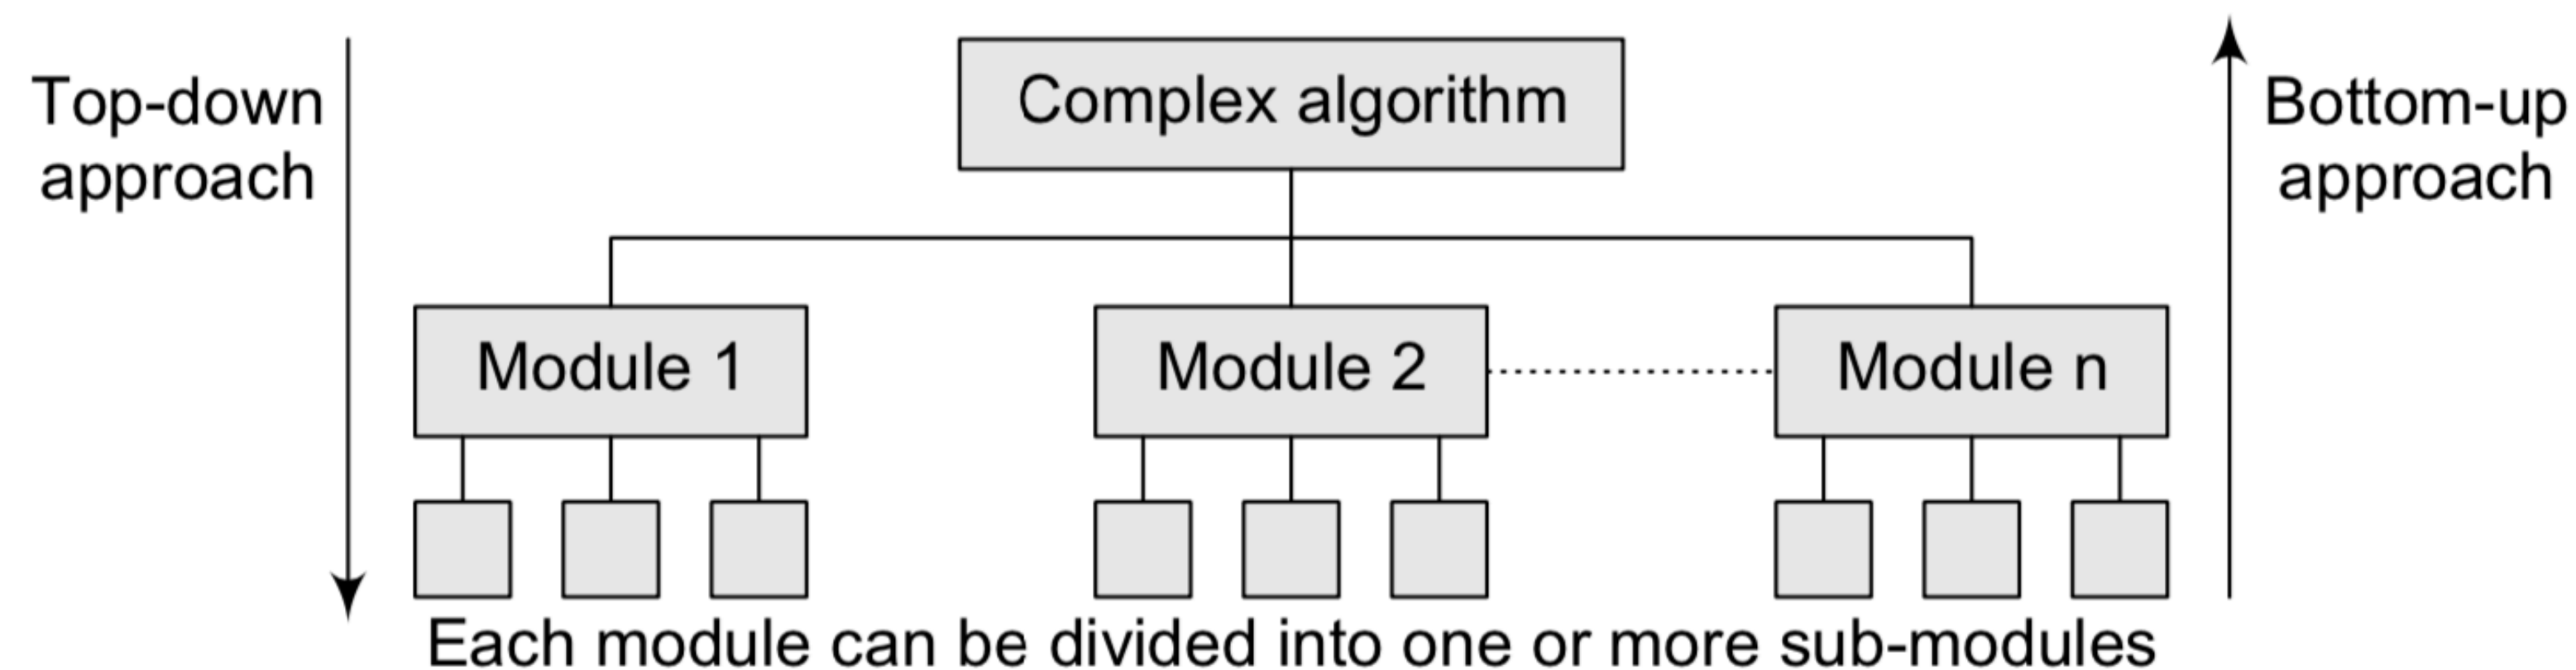 Top-down
approach
Complex algorithm
Bottom-up
approach
Module 1
Module 2
Module n
Each module can be divided into one or more sub-modules